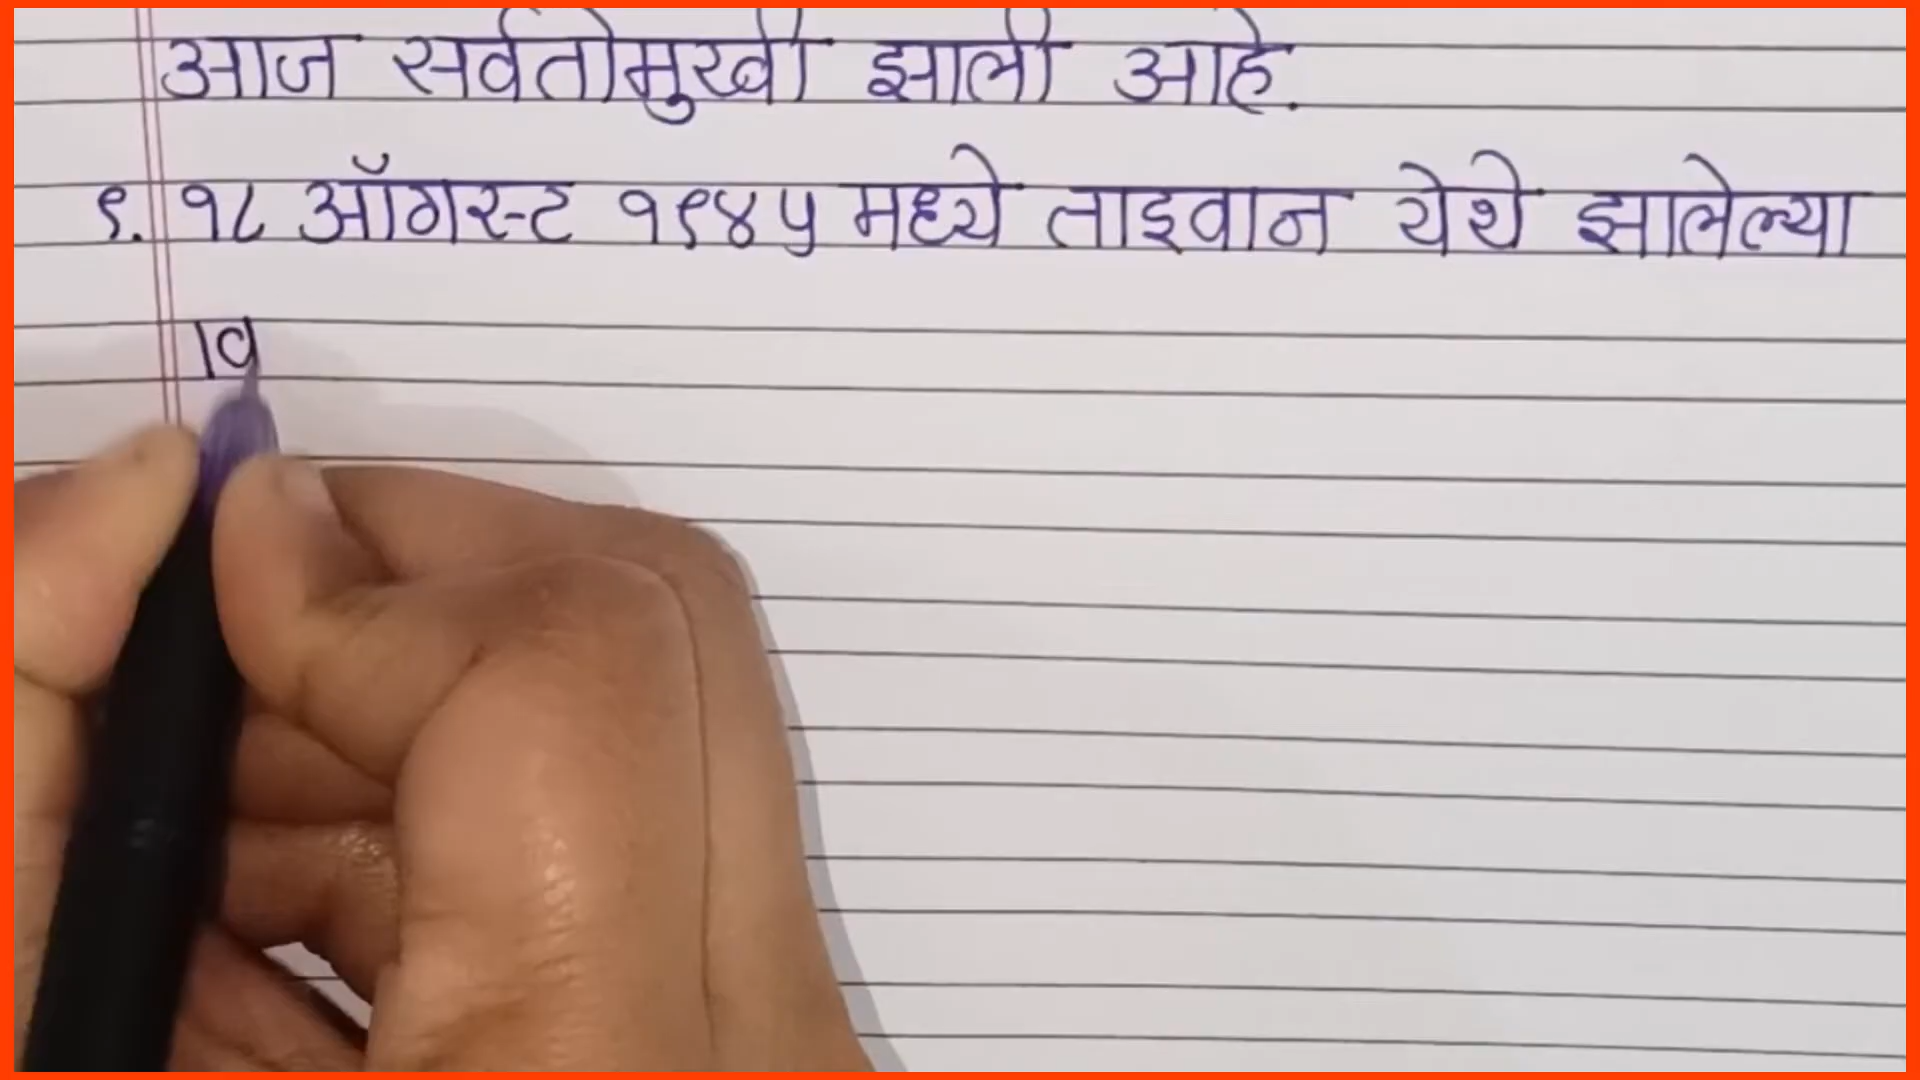 आज सर्वतोमुखी झाली आहे.
९. १८ ऑगस्ट १९४५ मध्ये ताइवान येथे झालेल्या